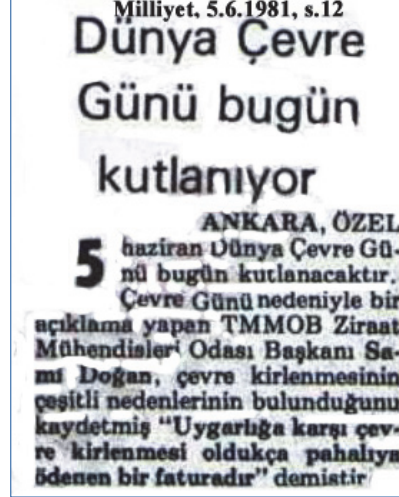 Milliyet, 5.6.1981, s.12
Dünya Çevre
Günü bugün
kutlanıyor
ANKARA, ÖZEL
5 haziran Dünya Çevre Gü-
nü bugün kutlanacaktır.
Çevre Günü nedeniyle bir
açıklama yapan TMMOB Ziraat
Mühendisleri Odası Başkanı Sa-
mi Doğan, çevre kirlenmesinin
çeşitli nedenlerinin bulunduğunu
kaydetmiş "Uygarlığa karşı çev-
re kirlenmesi oldukça pahalıya
ödenen bir faturadır" demiştir